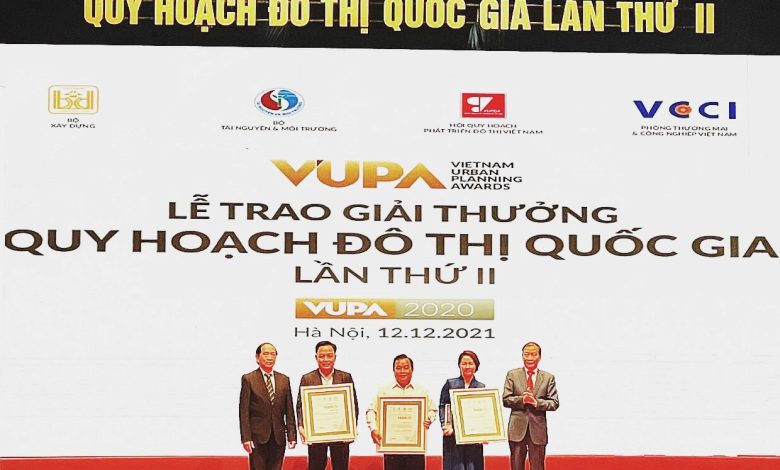 QUY HOẠCH ĐÔ THỊ QUỐC GIA LẦN THỨ II
BỘ
XÂY DỰNG
BỘ
TÀI NGUYÊN & MÔI TRƯỜNG
HỘI QUY HOẠCH
PHÁT TRIỂN ĐÔ THỊ VIỆT NAM
VCCI
PHÒNG THƯƠNG MẠI
& CÔNG NGHIỆP VIỆT NAM
VUPA
VIETNAM
URBAN
PLANNING
AWARDS
LỄ TRAO GIẢI THƯỞNG
QUY HOẠCH ĐÔ THỊ QUỐC GIA
LẦN THỨ II
VUPA 2020
Hà Nội, 12.12.2021